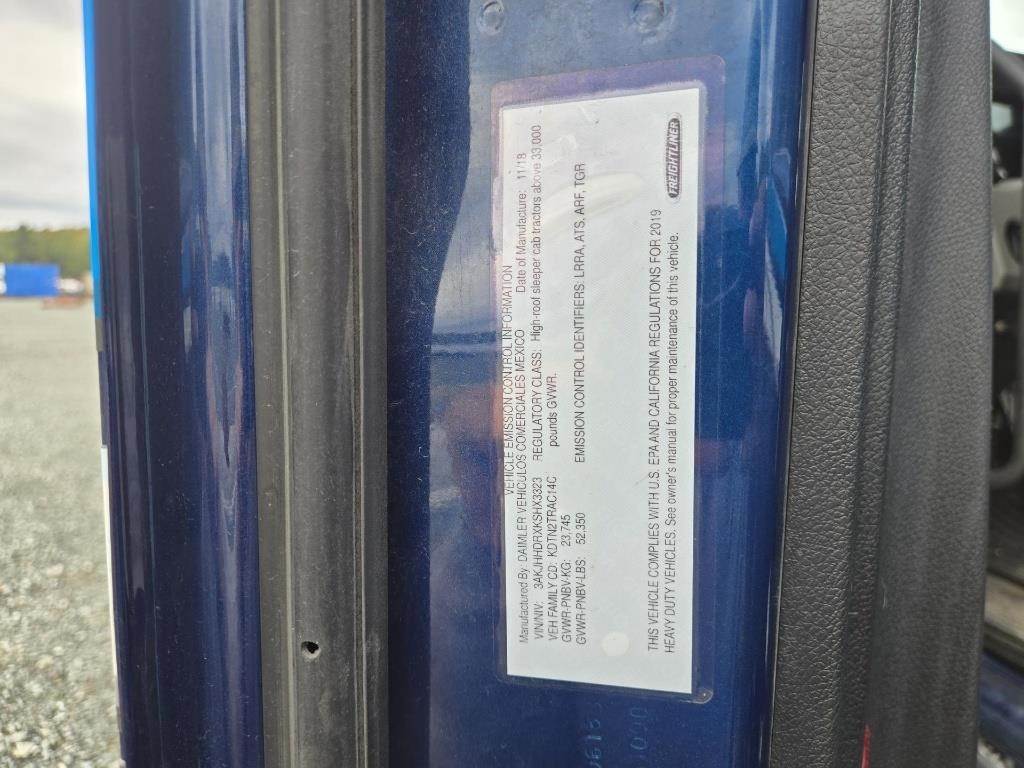 VEHICLE EMISSION CONTROL INFORMATION
Manufactured By: DAIMLER VEHICULOS COMERCIALES MEXICO Date of Manufacture: 11/18
VIN/NIV: 3AKJHHDRXKSHX3323 REGULATORY CLASS: High-roof sleeper cab tractors above 33,000
VEH FAMILY CD: KDTN2TRAC14C pounds GVWR.
GVWR-PNBV-KG: 23,745
GVWR-PNBV-LBS: 52,350 EMISSION CONTROL IDENTIFIERS: LRRA, ATS, ARF, TGR
THIS VEHICLE COMPLIES WITH U.S. EPA AND CALIFORNIA REGULATIONS FOR 2019
HEAVY DUTY VEHICLES. See owner's manual for proper maintenance of this vehicle.
FREIGHTLINER